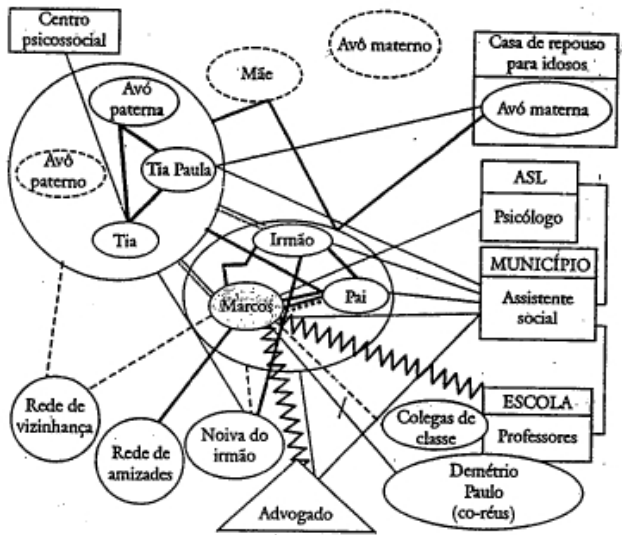 Centro
psicossocial
Avó
paterna
Avô
paterno
Tia Paula
Tia
Mãe
Avô materno
Casa de repouso
para idosos
Avó materna
ASL
Psicólogo
MUNICÍPIO
Assistente
social
Irmão
Marcos
Pai
Rede de
vizinhança
Rede de
amizades
Noiva do
irmão
Advogado
Colegas de
classe
ESCOLA
Professores
Demétrio
Paulo
(co-réus)